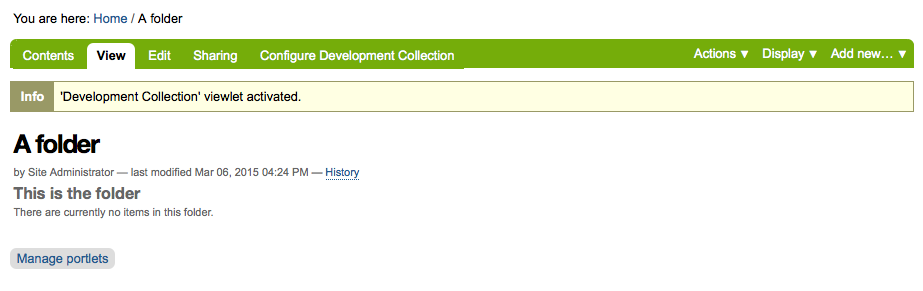 You are here: Home / A folder
Contents View Edit Sharing Configure Development Collection Actions ▼ Display ▼ Add new… ▼
Info 'Development Collection' viewlet activated.
A folder
by Site Administrator — last modified Mar 06, 2015 04:24 PM — History
This is the folder
There are currently no items in this folder.
Manage portlets